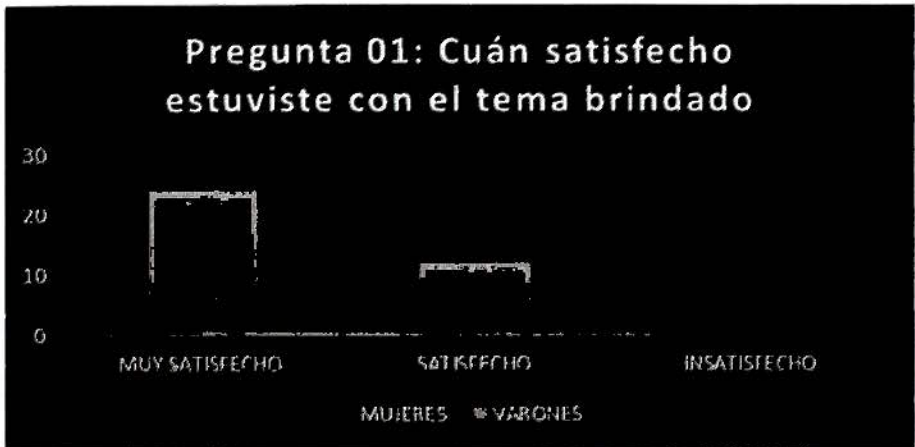 Pregunta 01: Cuán satisfecho
estuviste con el tema brindado
30
20
10
0
MUY SATISFECHO SATISFECHO INSATISFECHO
MUJERES VARONES